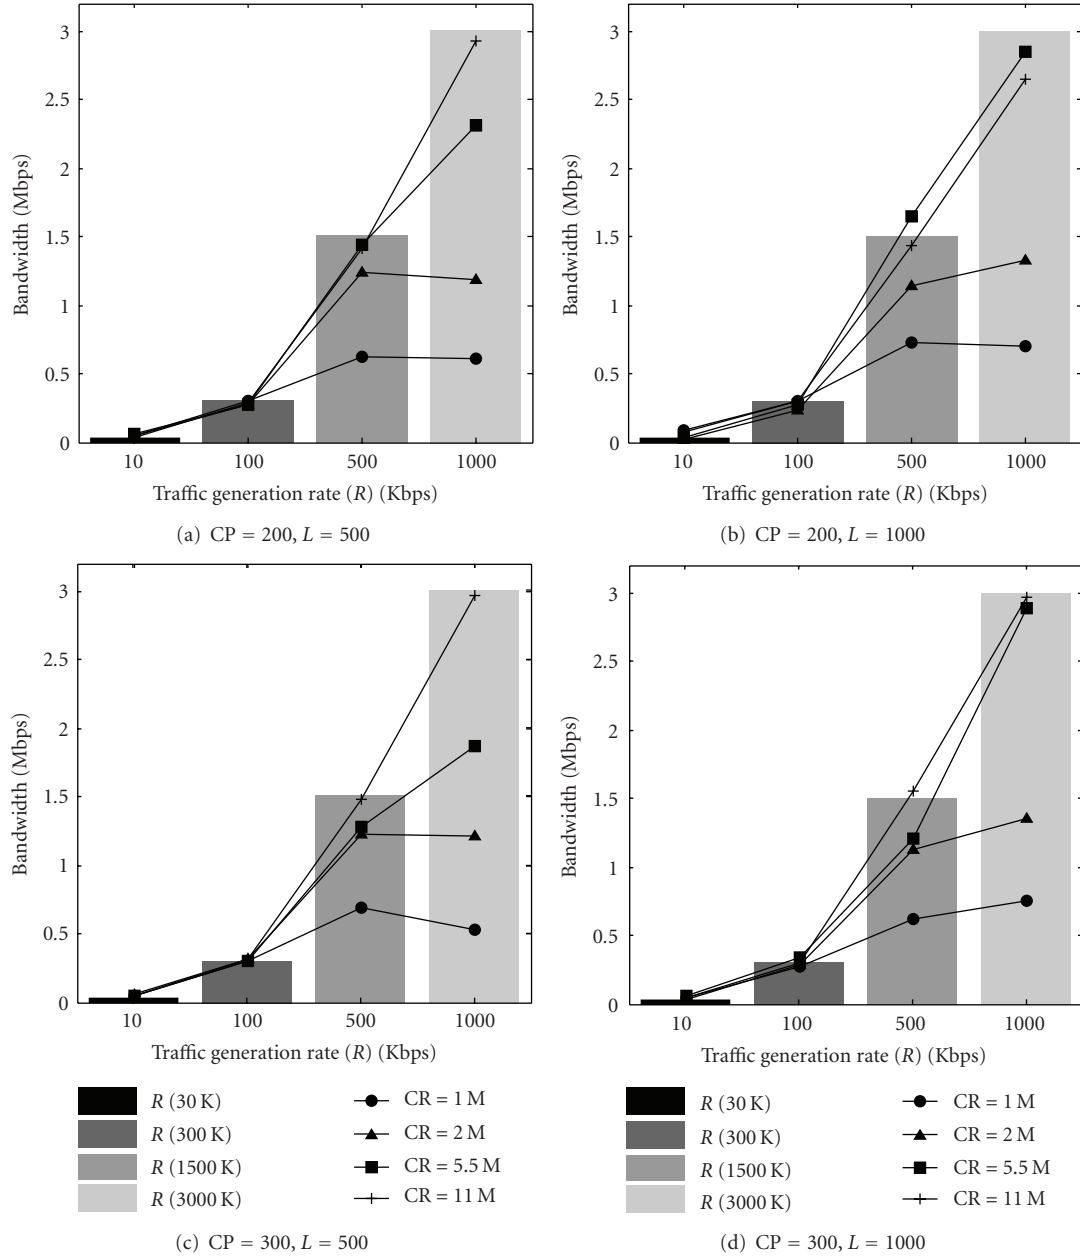 3
2.5
2
1.5
1
0.5
0
Bandwidth (Mbps)
10 100 500 1000
Traffic generation rate (R) (Kbps)
(a) CP = 200, L = 500
3
2.5
2
1.5
1
0.5
0
Bandwidth (Mbps)
10 100 500 1000
Traffic generation rate (R) (Kbps)
(b) CP = 200, L = 1000
3
2.5
2
1.5
1
0.5
0
Bandwidth (Mbps)
10 100 500 1000
Traffic generation rate (R) (Kbps)
R (30 K) CR = 1 M
R (300 K) CR = 2 M
R (1500 K) CR = 5.5 M
R (3000 K) CR = 11 M
(c) CP = 300, L = 500
3
2.5
2
1.5
1
0.5
0
Bandwidth (Mbps)
10 100 500 1000
Traffic generation rate (R) (Kbps)
R (30 K) CR = 1 M
R (300 K) CR = 2 M
R (1500 K) CR = 5.5 M
R (3000 K) CR = 11 M
(d) CP = 300, L = 1000